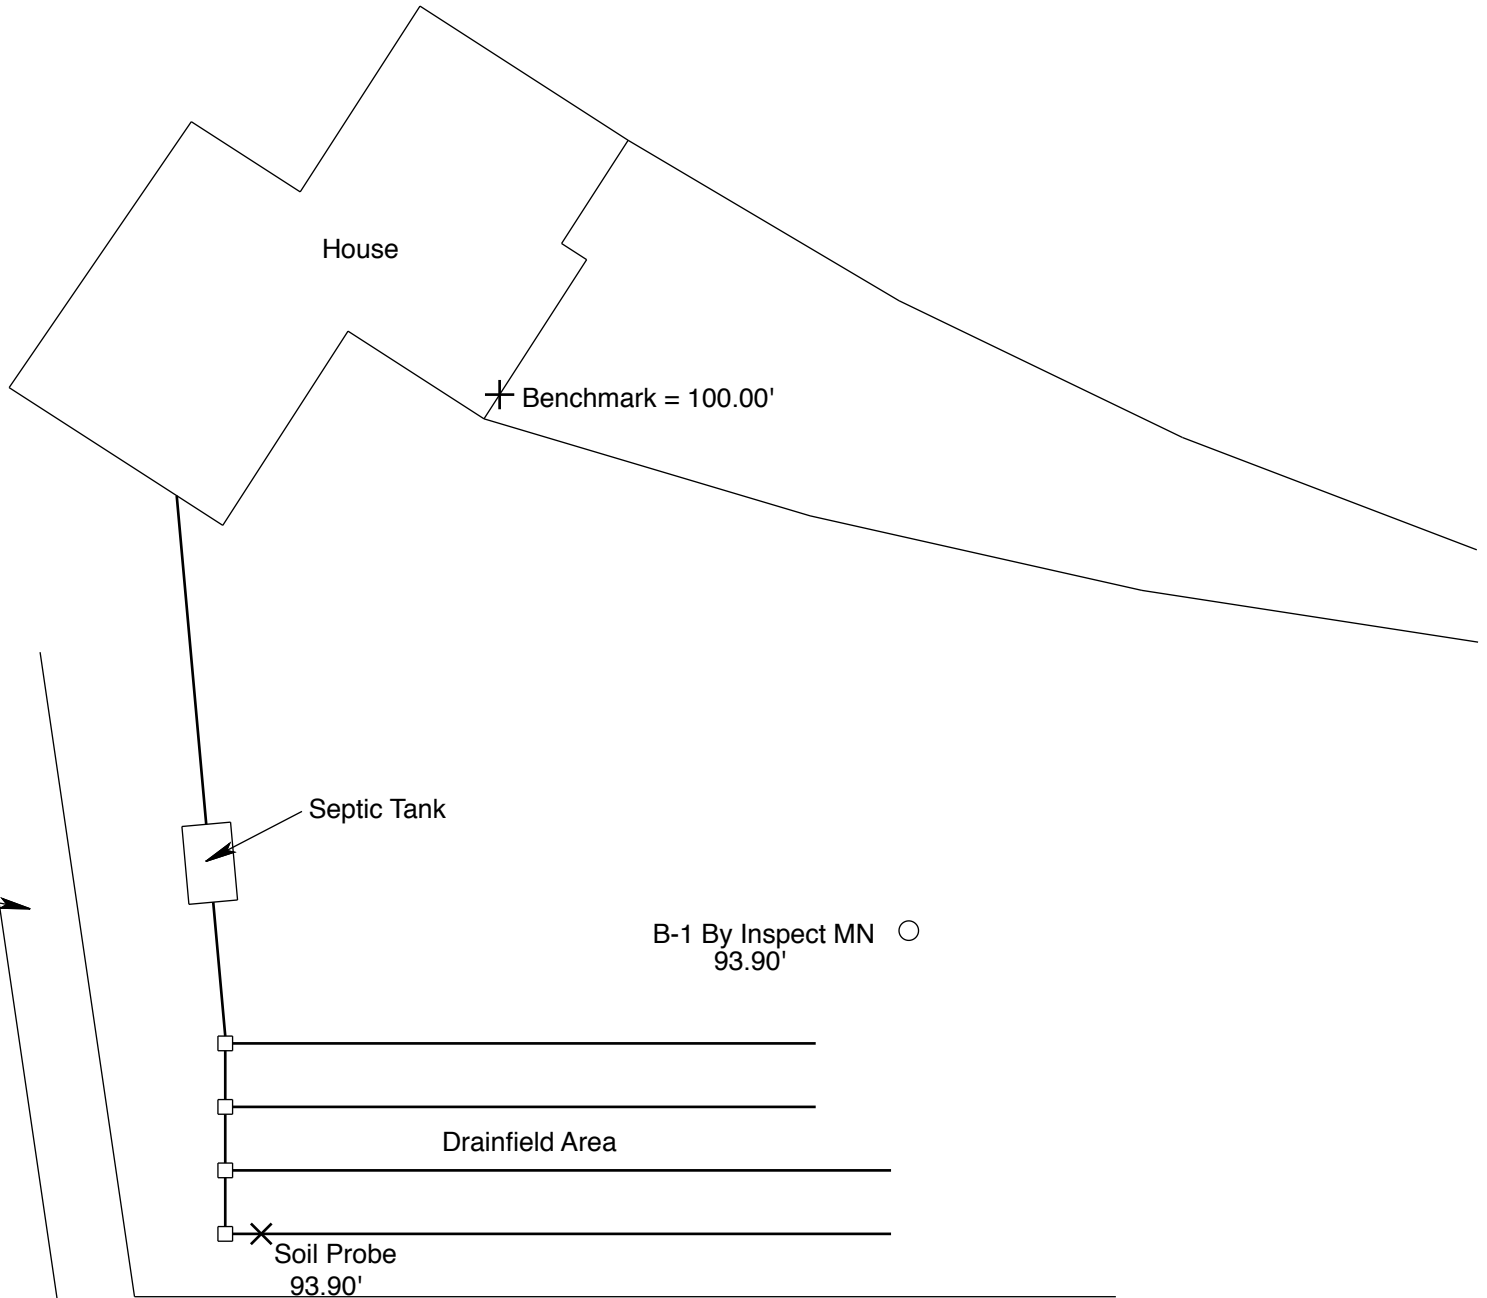 House
Benchmark = 100.00'
Septic Tank
B-1 By Inspect MN
93.90'
Drainfield Area
Soil Probe
93.90'